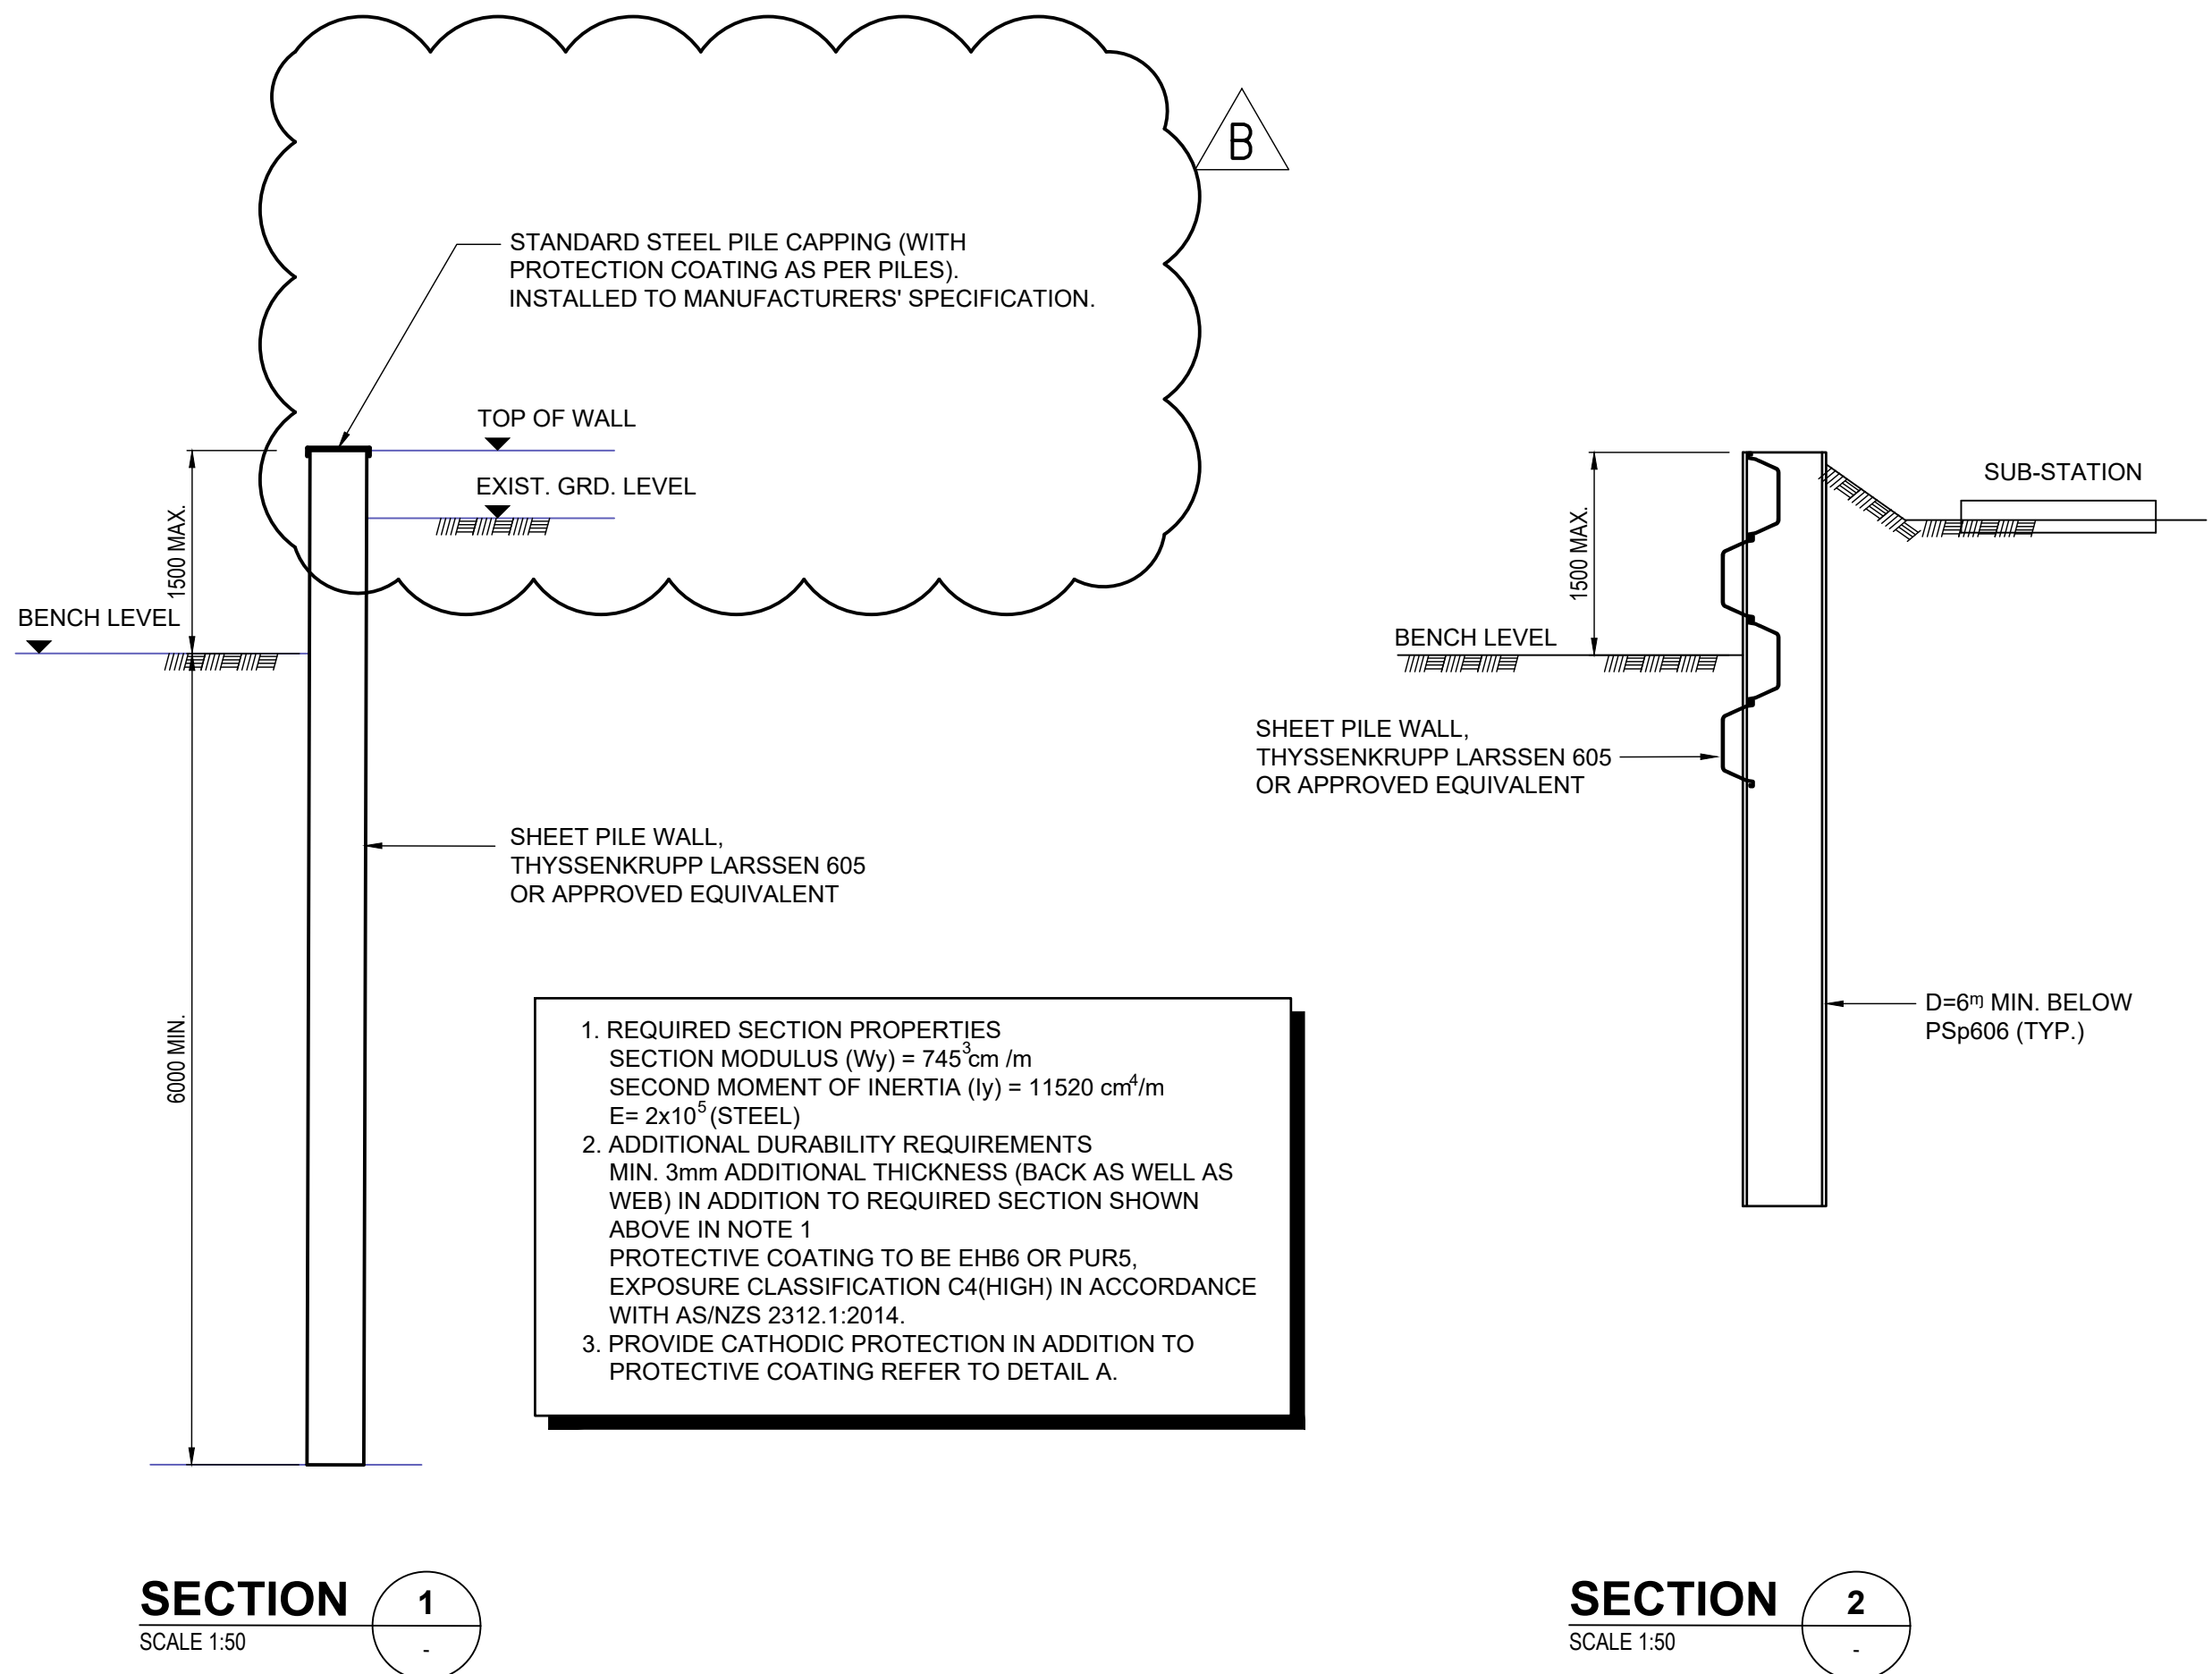 B
STANDARD STEEL PILE CAPPING (WITH
PROTECTION COATING AS PER PILES).
INSTALLED TO MANUFACTURERS' SPECIFICATION.
TOP OF WALL
EXIST. GRD. LEVEL
1500 MAX.
BENCH LEVEL
SHEET PILE WALL,
THYSSENKRUPP LARSSEN 605
OR APPROVED EQUIVALENT
6000 MIN.
1. REQUIRED SECTION PROPERTIES
SECTION MODULUS (Wy) = 745³cm /m
SECOND MOMENT OF INERTIA (Iy) = 11520 cm⁴/m
E= 2x10⁵ (STEEL)
2. ADDITIONAL DURABILITY REQUIREMENTS
MIN. 3mm ADDITIONAL THICKNESS (BACK AS WELL AS
WEB) IN ADDITION TO REQUIRED SECTION SHOWN
ABOVE IN NOTE 1
PROTECTIVE COATING TO BE EHB6 OR PUR5,
EXPOSURE CLASSIFICATION C4(HIGH) IN ACCORDANCE
WITH AS/NZS 2312.1:2014.
3. PROVIDE CATHODIC PROTECTION IN ADDITION TO
PROTECTIVE COATING REFER TO DETAIL A.
SECTION 1
SCALE 1:50 -
SUB-STATION
1500 MAX.
BENCH LEVEL
SHEET PILE WALL,
THYSSENKRUPP LARSSEN 605
OR APPROVED EQUIVALENT
D=6ᵐ MIN. BELOW
PSp606 (TYP.)
SECTION 2
SCALE 1:50 -